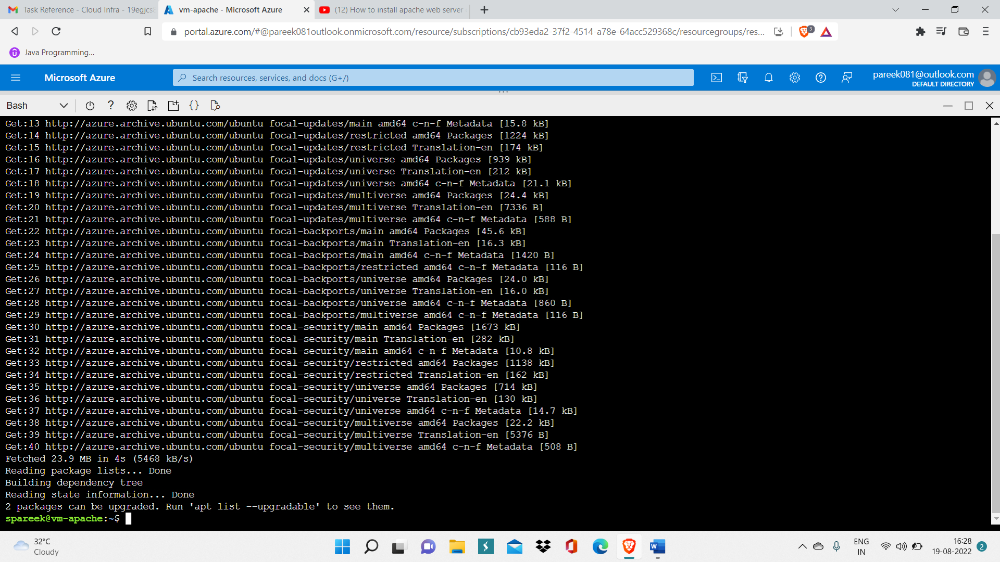 Task Reference - Cloud Infra - 19egjcs
vm-apache - Microsoft Azure
(12) How to install apache web server
portal.azure.com/#@pareek081outlook.onmicrosoft.com/resource/subscriptions/cb93eda2-37f2-4514-a78e-64acc529368c/resourcegroups/res...
3
Java Programming...
Microsoft Azure
Search resources, services, and docs (G+/)
pareek081@outlook.com
DEFAULT DIRECTORY
Bash
Get:13 http://azure.archive.ubuntu.com/ubuntu focal-updates/main amd64 c-n-f Metadata [15.8 kB]
Get:14 http://azure.archive.ubuntu.com/ubuntu focal-updates/restricted amd64 Packages [1224 kB]
Get:15 http://azure.archive.ubuntu.com/ubuntu focal-updates/restricted Translation-en [174 kB]
Get:16 http://azure.archive.ubuntu.com/ubuntu focal-updates/universe amd64 Packages [939 kB]
Get:17 http://azure.archive.ubuntu.com/ubuntu focal-updates/universe Translation-en [212 kB]
Get:18 http://azure.archive.ubuntu.com/ubuntu focal-updates/universe amd64 c-n-f Metadata [21.1 kB]
Get:19 http://azure.archive.ubuntu.com/ubuntu focal-updates/multiverse amd64 Packages [24.4 kB]
Get:20 http://azure.archive.ubuntu.com/ubuntu focal-updates/multiverse Translation-en [7336 B]
Get:21 http://azure.archive.ubuntu.com/ubuntu focal-updates/multiverse amd64 c-n-f Metadata [588 B]
Get:22 http://azure.archive.ubuntu.com/ubuntu focal-backports/main amd64 Packages [45.6 kB]
Get:23 http://azure.archive.ubuntu.com/ubuntu focal-backports/main Translation-en [16.3 kB]
Get:24 http://azure.archive.ubuntu.com/ubuntu focal-backports/main amd64 c-n-f Metadata [1420 B]
Get:25 http://azure.archive.ubuntu.com/ubuntu focal-backports/restricted amd64 c-n-f Metadata [116 B]
Get:26 http://azure.archive.ubuntu.com/ubuntu focal-backports/universe amd64 Packages [24.0 kB]
Get:27 http://azure.archive.ubuntu.com/ubuntu focal-backports/universe Translation-en [16.0 kB]
Get:28 http://azure.archive.ubuntu.com/ubuntu focal-backports/universe amd64 c-n-f Metadata [860 B]
Get:29 http://azure.archive.ubuntu.com/ubuntu focal-backports/multiverse amd64 c-n-f Metadata [116 B]
Get:30 http://azure.archive.ubuntu.com/ubuntu focal-security/main amd64 Packages [1673 kB]
Get:31 http://azure.archive.ubuntu.com/ubuntu focal-security/main Translation-en [282 kB]
Get:32 http://azure.archive.ubuntu.com/ubuntu focal-security/main amd64 c-n-f Metadata [10.8 kB]
Get:33 http://azure.archive.ubuntu.com/ubuntu focal-security/restricted amd64 Packages [1138 kB]
Get:34 http://azure.archive.ubuntu.com/ubuntu focal-security/restricted Translation-en [162 kB]
Get:35 http://azure.archive.ubuntu.com/ubuntu focal-security/universe amd64 Packages [714 kB]
Get:36 http://azure.archive.ubuntu.com/ubuntu focal-security/universe Translation-en [130 kB]
Get:37 http://azure.archive.ubuntu.com/ubuntu focal-security/universe amd64 c-n-f Metadata [14.7 kB]
Get:38 http://azure.archive.ubuntu.com/ubuntu focal-security/multiverse amd64 Packages [22.2 kB]
Get:39 http://azure.archive.ubuntu.com/ubuntu focal-security/multiverse Translation-en [5376 B]
Get:40 http://azure.archive.ubuntu.com/ubuntu focal-security/multiverse amd64 c-n-f Metadata [508 B]
Fetched 23.9 MB in 4s (5468 kB/s)
Reading package lists... Done
Building dependency tree
Reading state information... Done
2 packages can be upgraded. Run 'apt list --upgradable' to see them.
spareek@vm-apache:~$
32°C
Cloudy
ENG
IN
16:28
19-08-2022
2